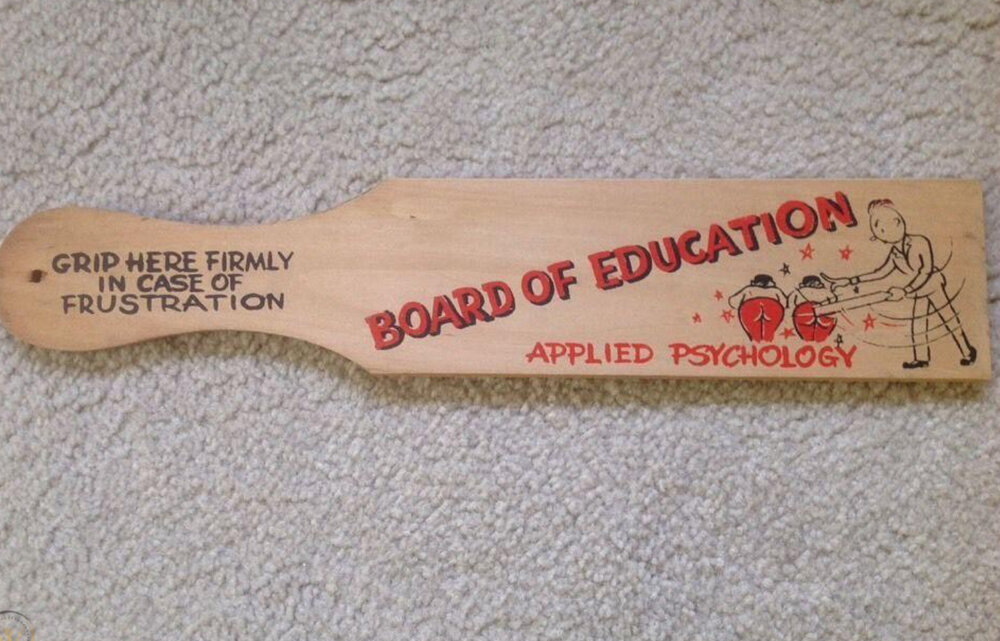 GRIP HERE FIRMLY
IN CASE OF
FRUSTRATION
BOARD OF EDUCATION
APPLIED PSYCHOLOGY